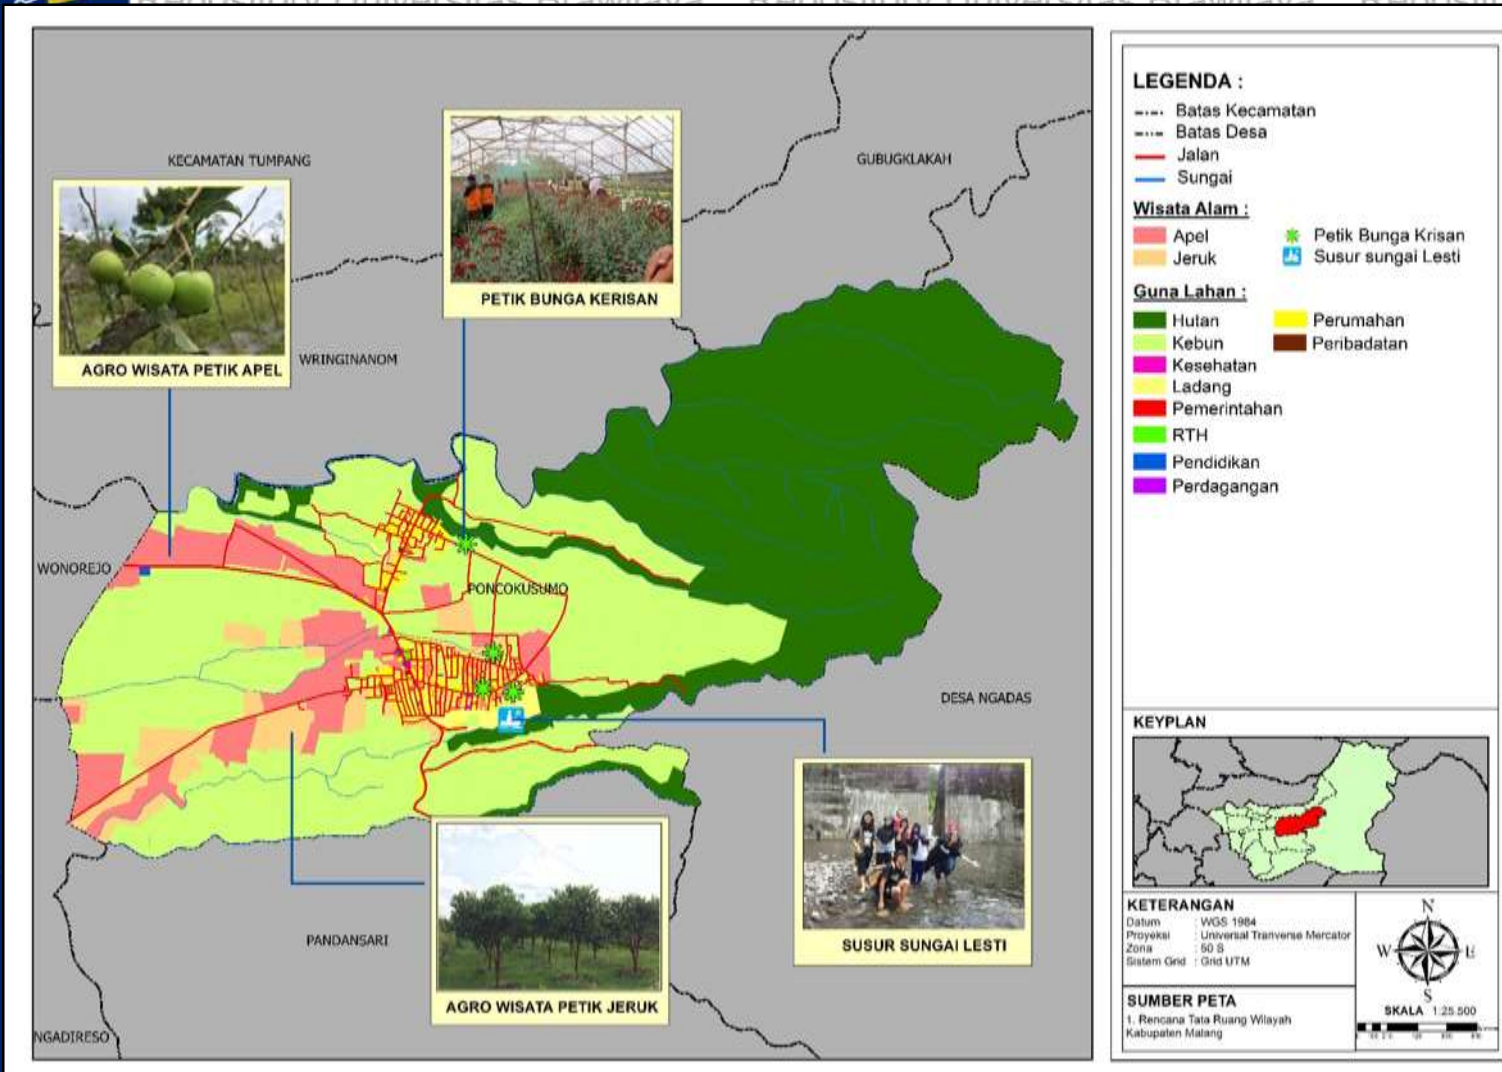 KECAMATAN TUMPANG
GUBUGKLAKAH
PETIK BUNGA KERISAN
AGRO WISATA PETIK APEL
WRINGINANOM
WONOREJO
PONCOKUSUMO
DESA NGADAS
SUSUR SUNGAI LESTI
PANDANSARI
AGRO WISATA PETIK JERUK
NGADIRESO
LEGENDA :
Batas Kecamatan
Batas Desa
Jalan
Sungai
Wisata Alam :
Apel
Jeruk
Petik Bunga Krisan
Susur sungai Lesti
Guna Lahan :
Hutan
Kebun
Kesehatan
Ladang
Pemerintahan
RTH
Pendidikan
Perdagangan
Perumahan
Peribadatan
KEYPLAN
KETERANGAN
Datum : WGS 1984
Proyeksi : Universal Tranverse Mercator
Zona : 50 S
Sistem Grid : Grid UTM
SUMBER PETA
1. Rencana Tata Ruang Wilayah
Kabupaten Malang
N
W E
S
SKALA 1:25.500